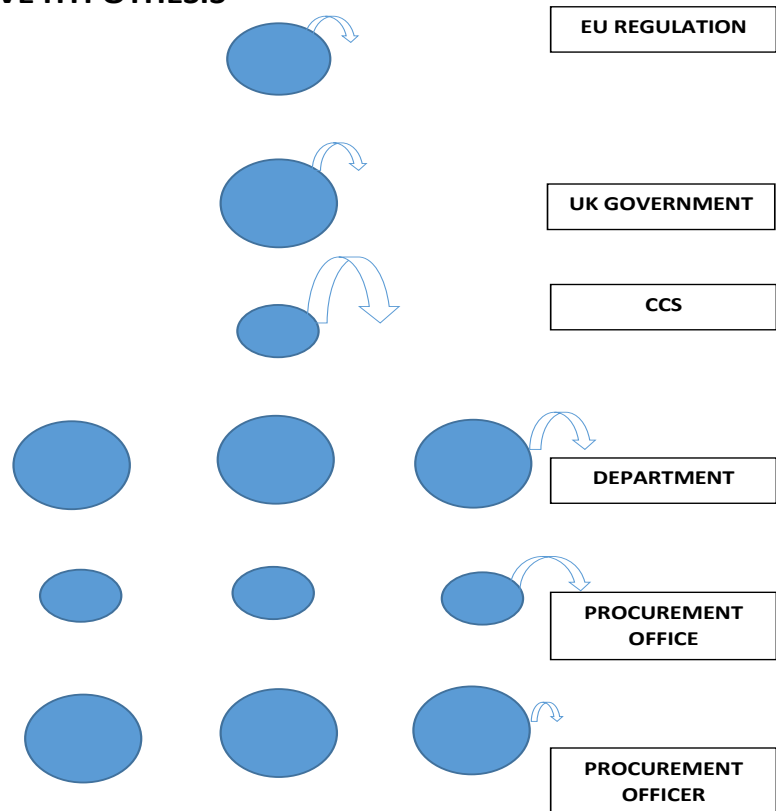 EU REGULATION
UK GOVERNMENT
CCS
DEPARTMENT
PROCUREMENT
OFFICE
PROCUREMENT
OFFICER